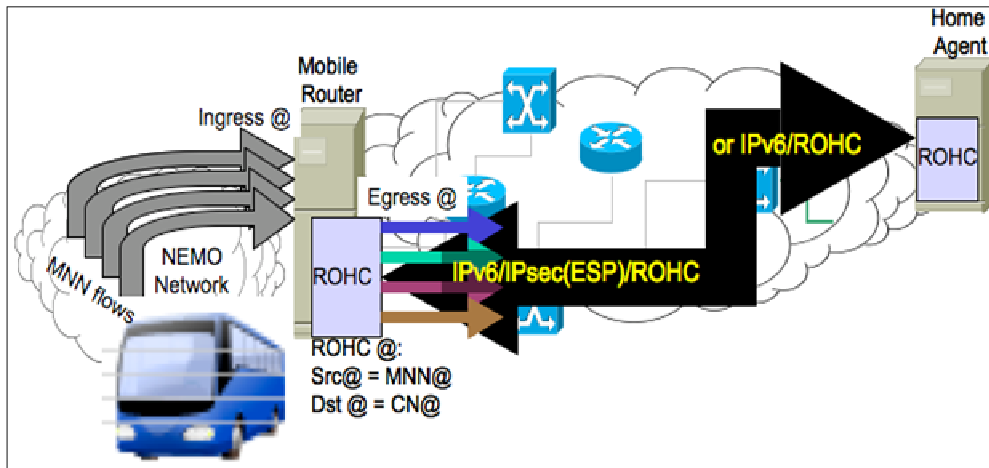 Home
Agent
Mobile
Router
Ingress @
or IPv6/ROHC
ROHC
Egress @
NEMO
Network
MNN flows
ROHC
IPv6/IPsec(ESP)/ROHC
ROHC @:
Src@ = MNN@
Dst @ = CN@